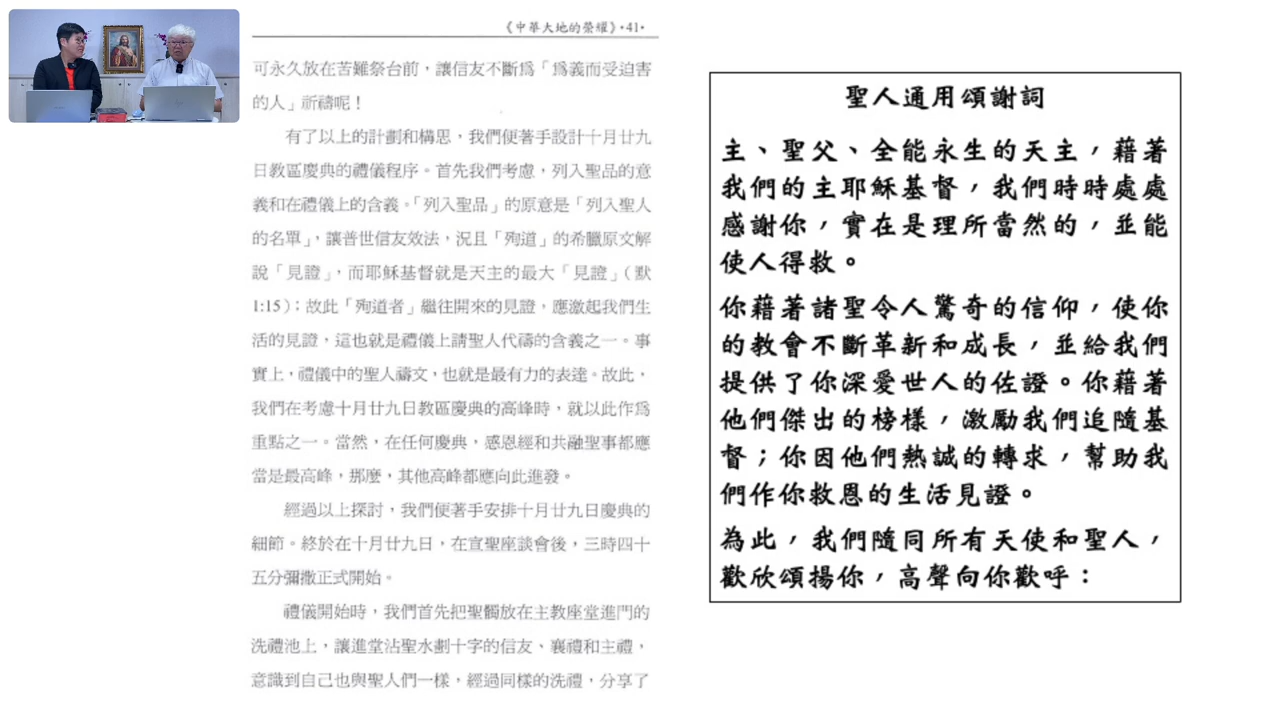 《中華大地的榮耀》·41·
可永久放在苦難祭台前，讓信友不斷爲「爲義而受迫害
的人」祈禱呢！
有了以上的計劃和構思，我們便著手設計十月廿九
日教區慶典的禮儀程序。首先我們考慮，列入聖品的意
義和在禮儀上的含義。「列入聖品」的原意是「列入聖人
的名單」，讓普世信友效法，況且「殉道」的希臘原文解
說「見證」，而耶穌基督就是天主的最大「見證」（默
1:15）；故此「殉道者」繼往開來的見證，應激起我們生
活的見證，這也就是禮儀上請聖人代禱的含義之一。事
實上，禮儀中的聖人禱文，也就是最有力的表達。故此，
我們在考慮十月廿九日教區慶典的高峰時，就以此作爲
重點之一。當然，在任何慶典，感恩經和共融聖事都應
當是最高峰，那麼，其他高峰都應向此進發。
經過以上探討，我們便著手安排十月廿九日慶典的
細節。終於在十月廿九日，在宣聖座談會後，三時四十
五分彌撒正式開始。
禮儀開始時，我們首先把聖髑放在主教座堂進門的
洗禮池上，讓進堂沾聖水劃十字的信友、襄禮和主禮，
意識到自己也與聖人們一樣，經過同樣的洗禮，分享了
聖人通用頌謝詞
主、聖父、全能永生的天主，藉著
我們的主耶穌基督，我們時時處處
感謝你，實在是理所當然的，並能
使人得救。
你藉著諸聖令人驚奇的信仰，使你
的教會不斷革新和成長，並給我們
提供了你深愛世人的佐證。你藉著
他們傑出的榜樣，激勵我們追隨基
督；你因他們熱誠的轉求，幫助我
們作你救恩的生活見證。
為此，我們隨同所有天使和聖人，
歡欣頌揚你，高聲向你歡呼：